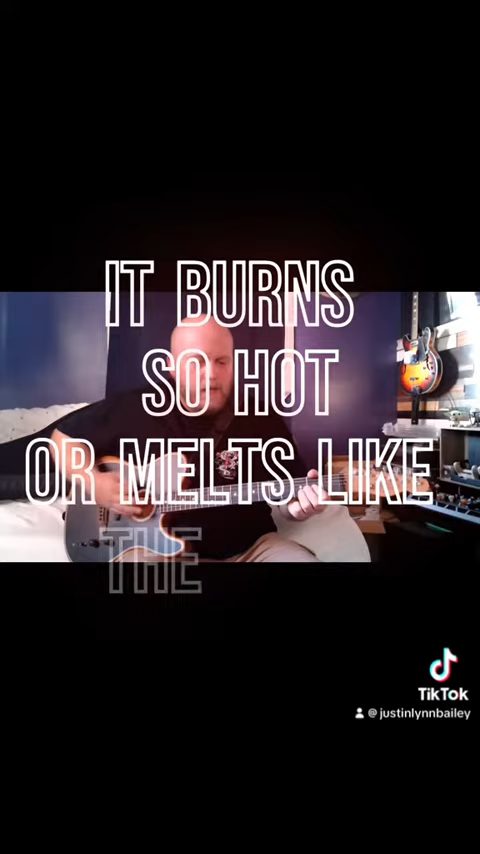 IT BURNS
SO HOT
OR MELTS LIKE
THE
TikTok
@justinlynnbailey